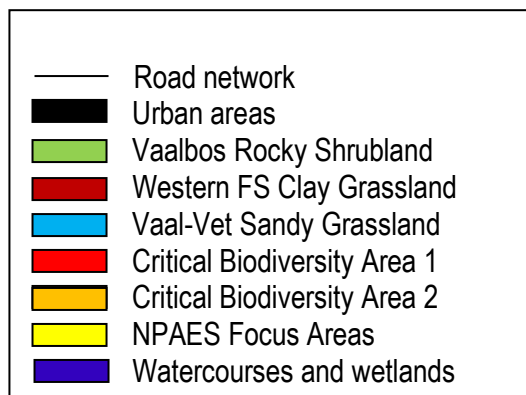 Road network
Urban areas
Vaalbos Rocky Shrubland
Western FS Clay Grassland
Vaal-Vet Sandy Grassland
Critical Biodiversity Area 1
Critical Biodiversity Area 2
NPAES Focus Areas
Watercourses and wetlands